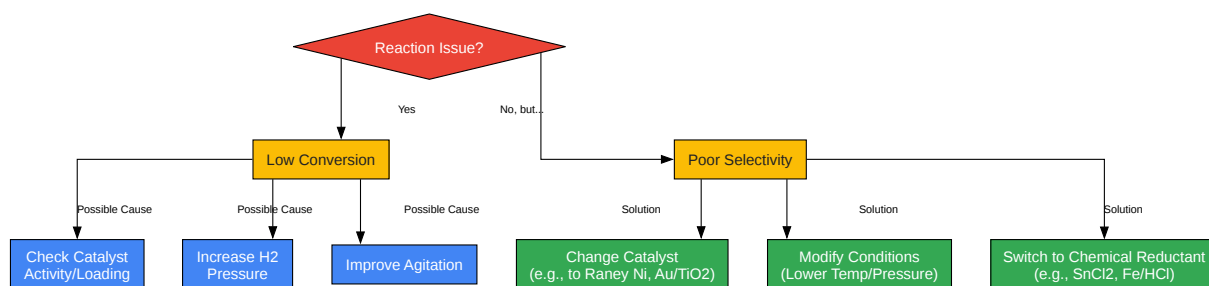 Reaction Issue?
Yes
No, but...
Low Conversion
Poor Selectivity
Possible Cause
Possible Cause
Possible Cause
Solution
Solution
Solution
Check Catalyst
Activity/Loading
Increase H2
Pressure
Improve Agitation
Change Catalyst
(e.g., to Raney Ni, Au/TiO2)
Modify Conditions
(Lower Temp/Pressure)
Switch to Chemical Reductant
(e.g., SnCl2, Fe/HCl)